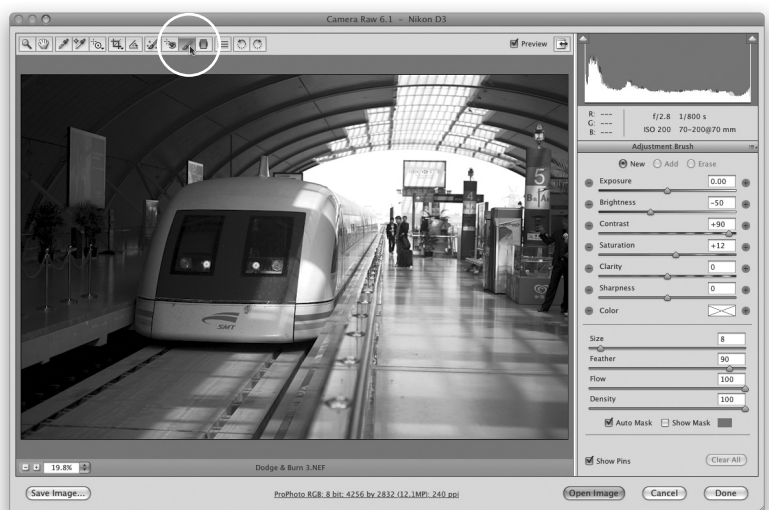 Camera Raw 6.1 – Nikon D3
Preview
R: ---
G: ---
B: ---
f/2.8 1/800 s
ISO 200 70-200@70 mm
Adjustment Brush
New Add Erase
Exposure 0.00
Brightness -50
Contrast +90
Saturation +12
Clarity 0
Sharpness 0
Color
Size 8
Feather 90
Flow 100
Density 100
Auto Mask Show Mask
Show Pins Clear All
5
SMT
19.8% Dodge & Burn 3.NEF
Save Image... ProPhoto RGB; 8 bit; 4256 by 2832 (12.1MP); 240 ppi Open Image Cancel Done